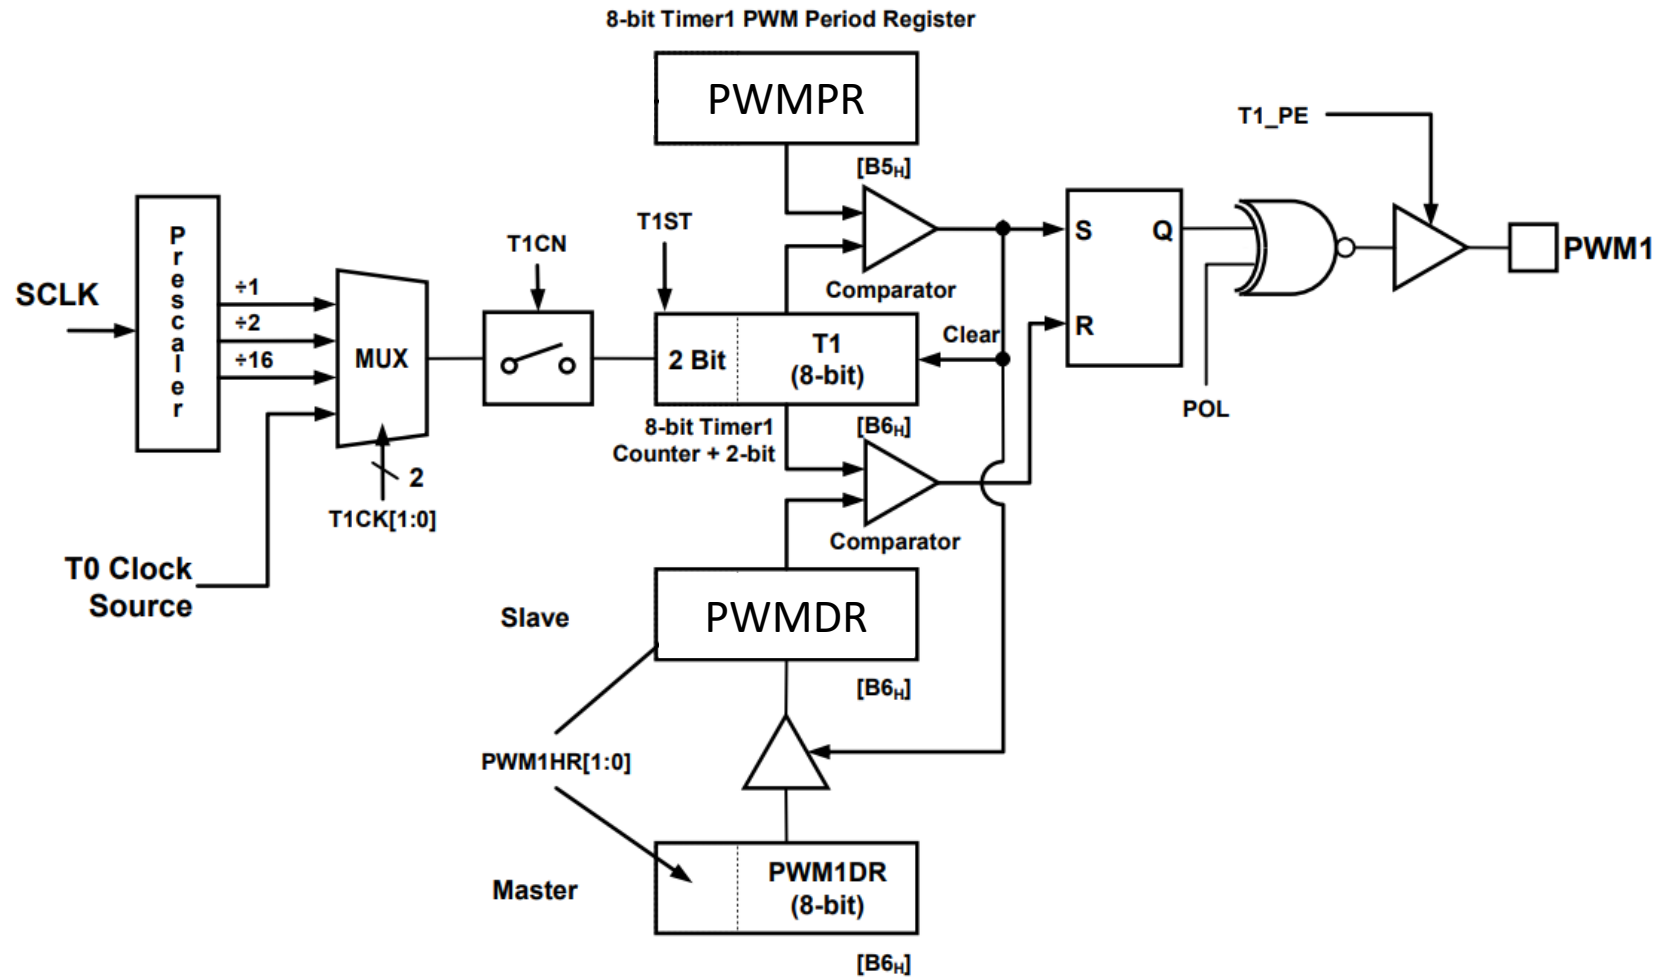 8-bit Timer1 PWM Period Register
PWMPR
[B5H]
T1_PE
Prescaler
SCLK
÷1
÷2
÷16
MUX
2
T1CK[1:0]
T0 Clock
Source
T1CN
T1ST
Comparator
2 Bit
T1
(8-bit)
Clear
8-bit Timer1
Counter + 2-bit
[B6H]
S
Q
R
POL
PWM1
Comparator
Slave
PWMDR
[B6H]
PWM1HR[1:0]
Master
PWM1DR
(8-bit)
[B6H]